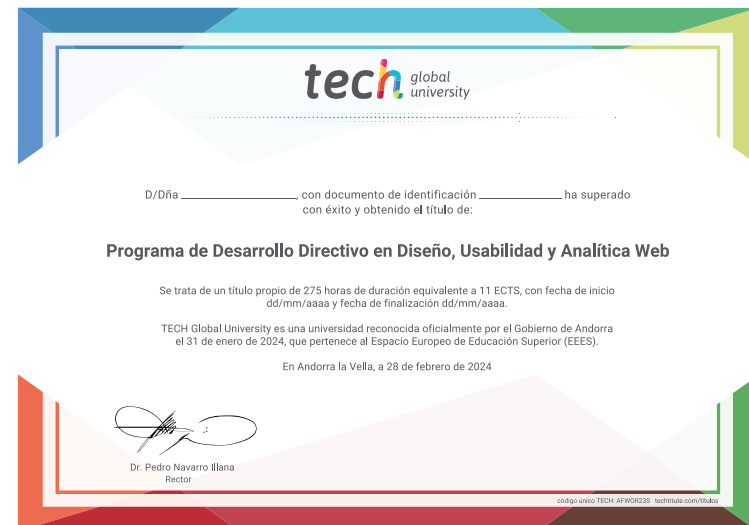 tech global university
D/Dña ______________________, con documento de identificación ________________ ha superado
con éxito y obtenido el título de:
Programa de Desarrollo Directivo en Diseño, Usabilidad y Analítica Web
Se trata de un título propio de 275 horas de duración equivalente a 11 ECTS, con fecha de inicio
dd/mm/aaaa y fecha de finalización dd/mm/aaaa.
TECH Global University es una universidad reconocida oficialmente por el Gobierno de Andorra
el 31 de enero de 2024, que pertenece al Espacio Europeo de Educación Superior (EEES).
En Andorra la Vella, a 28 de febrero de 2024
Dr. Pedro Navarro Illana
Rector
código único TECH: AFWOR23S techtitute.com/titulos